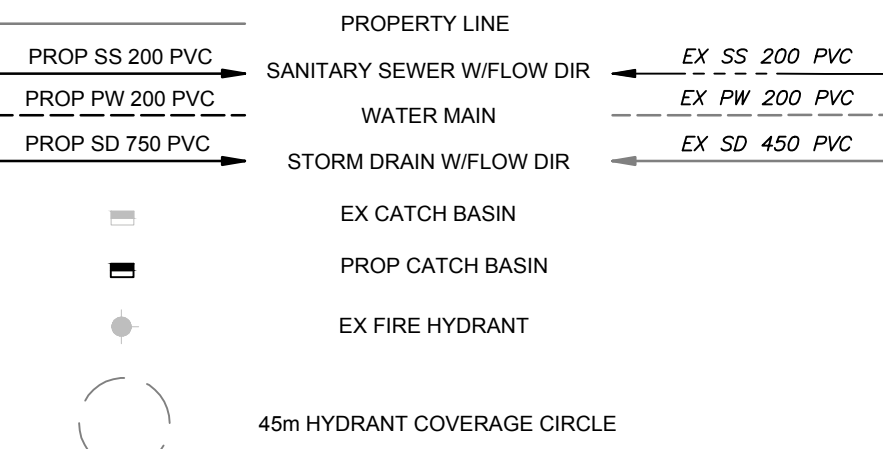 PROPERTY LINE
PROP SS 200 PVC SANITARY SEWER W/FLOW DIR EX SS 200 PVC
PROP PW 200 PVC WATER MAIN EX PW 200 PVC
PROP SD 750 PVC STORM DRAIN W/FLOW DIR EX SD 450 PVC
EX CATCH BASIN
PROP CATCH BASIN
EX FIRE HYDRANT
45m HYDRANT COVERAGE CIRCLE